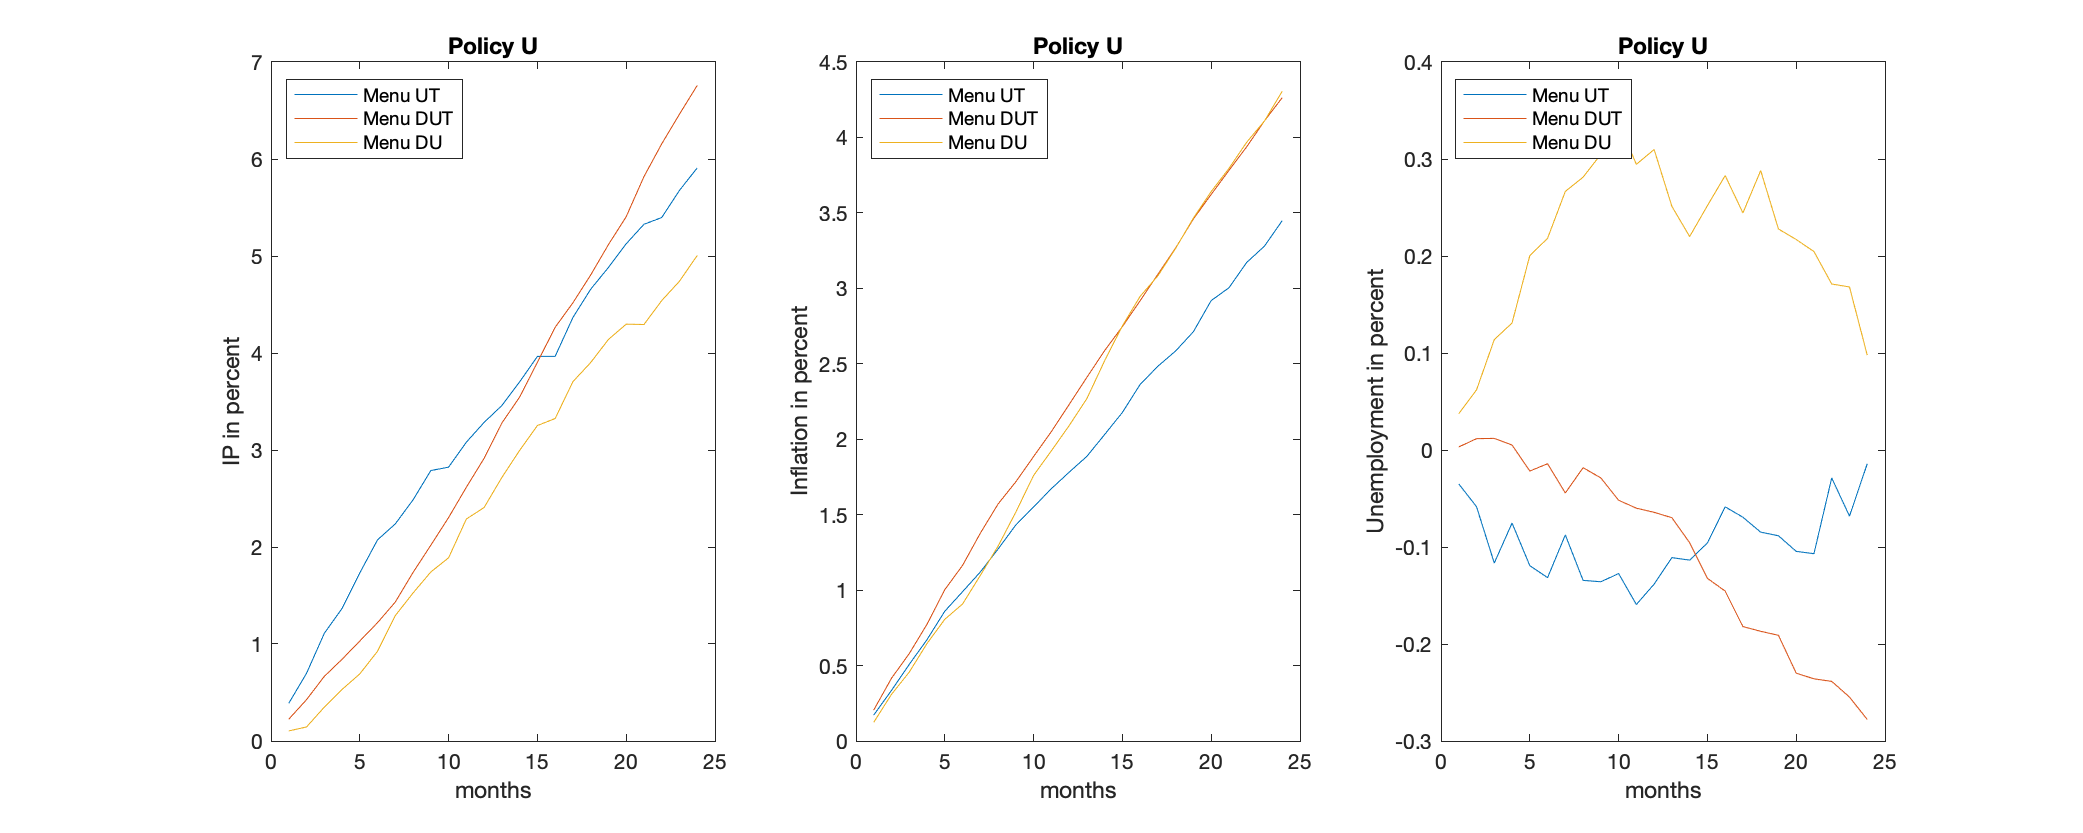 Policy U
7
6
5
4
3
2
1
0
IP in percent
Menu UT
Menu DUT
Menu DU
0 5 10 15 20 25
months
Policy U
4.5
4
3.5
3
2.5
2
1.5
1
0.5
0
Inflation in percent
Menu UT
Menu DUT
Menu DU
0 5 10 15 20 25
months
Policy U
0.4
0.3
0.2
0.1
0
-0.1
-0.2
-0.3
Unemployment in percent
Menu UT
Menu DUT
Menu DU
0 5 10 15 20 25
months